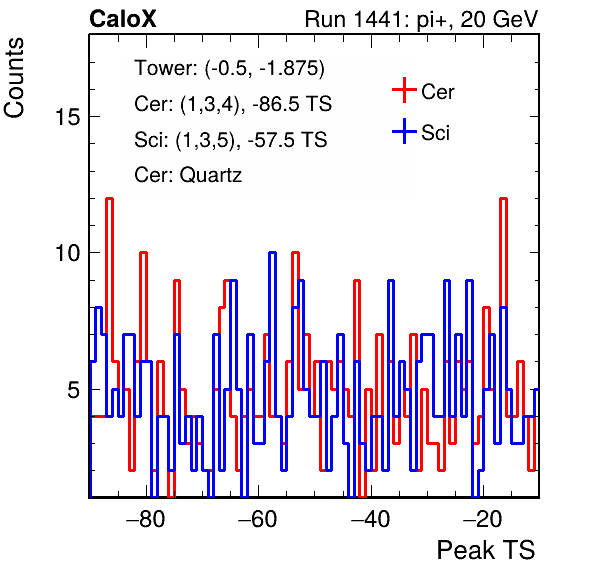 CaloX Run 1441: pi+, 20 GeV
Counts
Tower: (-0.5, -1.875)
Cer: (1,3,4), -86.5 TS
Sci: (1,3,5), -57.5 TS
Cer: Quartz
Cer
Sci
15
10
5
−80 −60 −40 −20
Peak TS